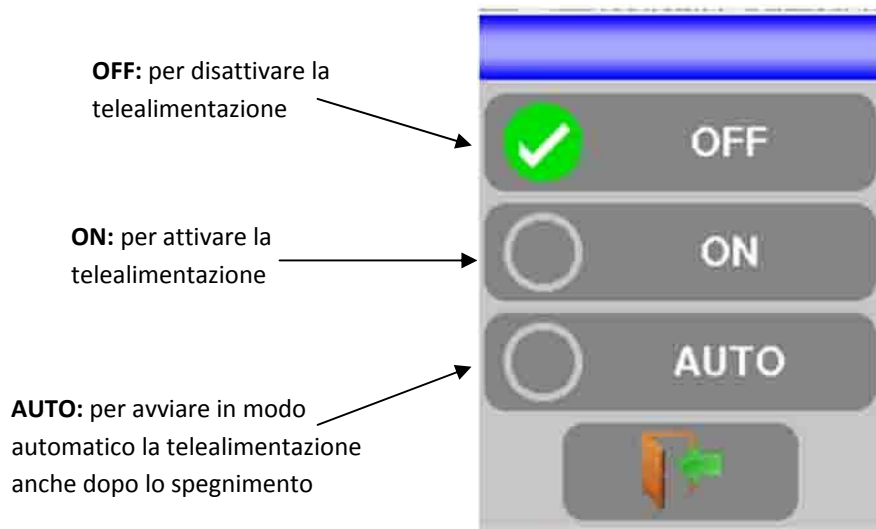 OFF: per disattivare la
telealimentazione
OFF
ON: per attivare la
telealimentazione
ON
AUTO: per avviare in modo
automatico la telealimentazione
anche dopo lo spegnimento
AUTO